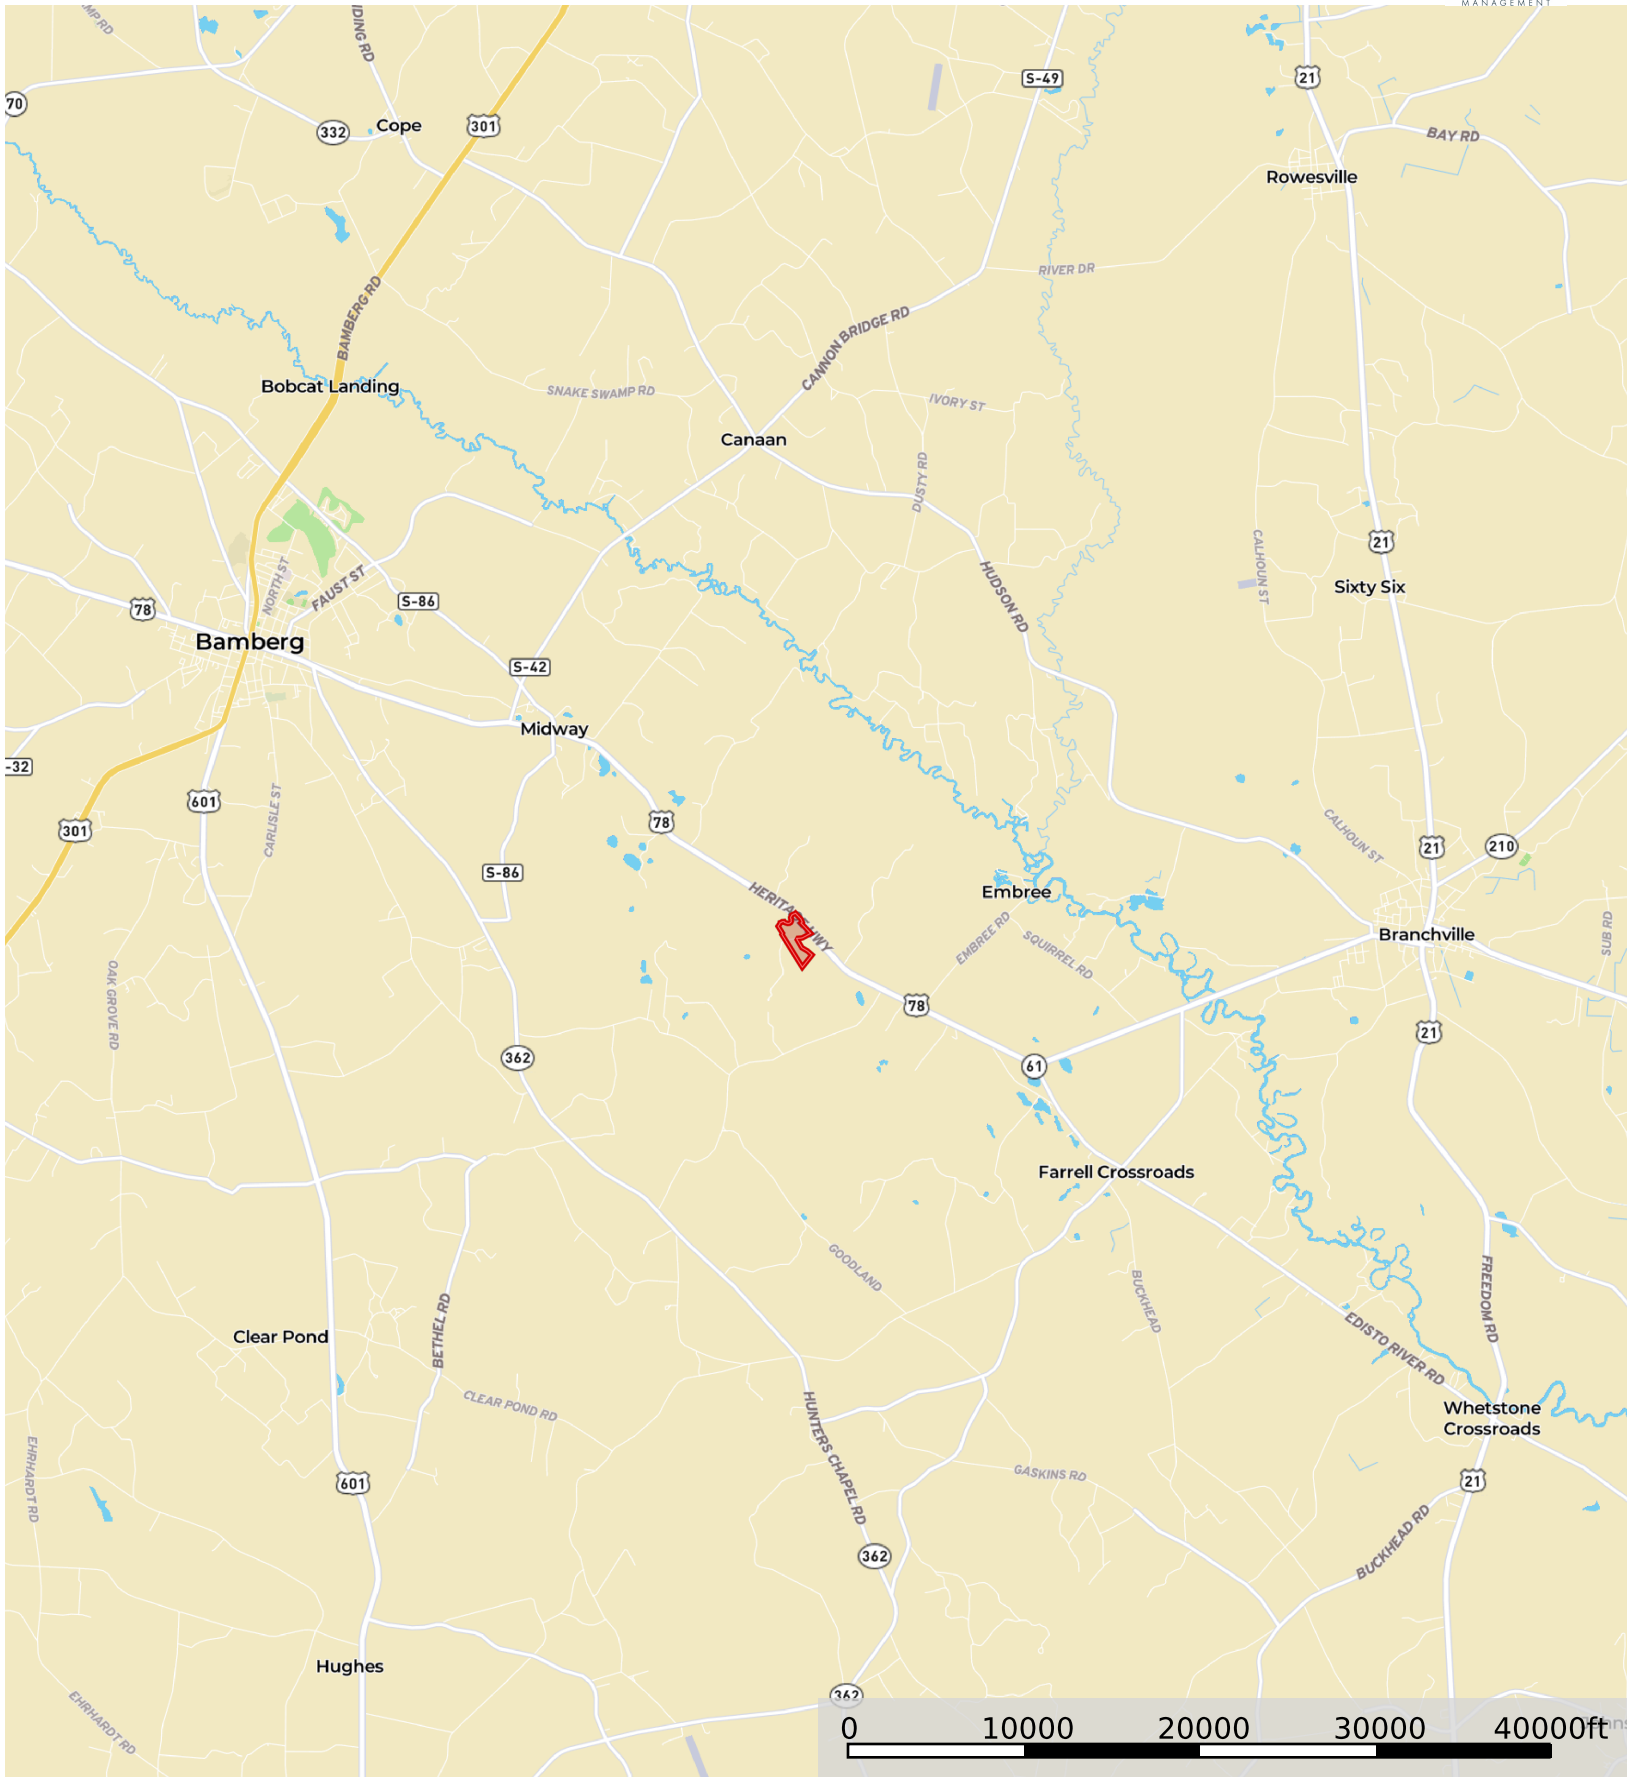 MANAGEMENT
MP RD
IDING RD
S-49
21
70
332
Cope
301
BAY RD
Rowesville
RIVER DR
BAMBERG RD
CANNON BRIDGE RD
Bobcat Landing
SNAKE SWAMP RD
IVORY ST
Canaan
DUSTY RD
21
CALHOUN ST
HUDSON RD
NORTH ST
FAUST ST
Sixty Six
78
S-86
Bamberg
S-42
Midway
-32
601
301
CARLISLE ST
78
CALHOUN ST
21
210
S-86
HERITAGE HWY
Embree
EMBREE RD
SQUIRREL RD
Branchville
SUB RD
OAK GROVE RD
78
21
362
61
Farrell Crossroads
GOODLAND
BUCKHEAD
FREEDOM RD
BETHEL RD
Clear Pond
EDISTO RIVER RD
CLEAR POND RD
HUNTERS CHAPEL RD
Whetstone
Crossroads
EHRHARDT RD
601
GASKINS RD
21
BUCKHEAD RD
362
Hughes
EHRHARDT RD
362
0 10000 20000 30000 40000ft